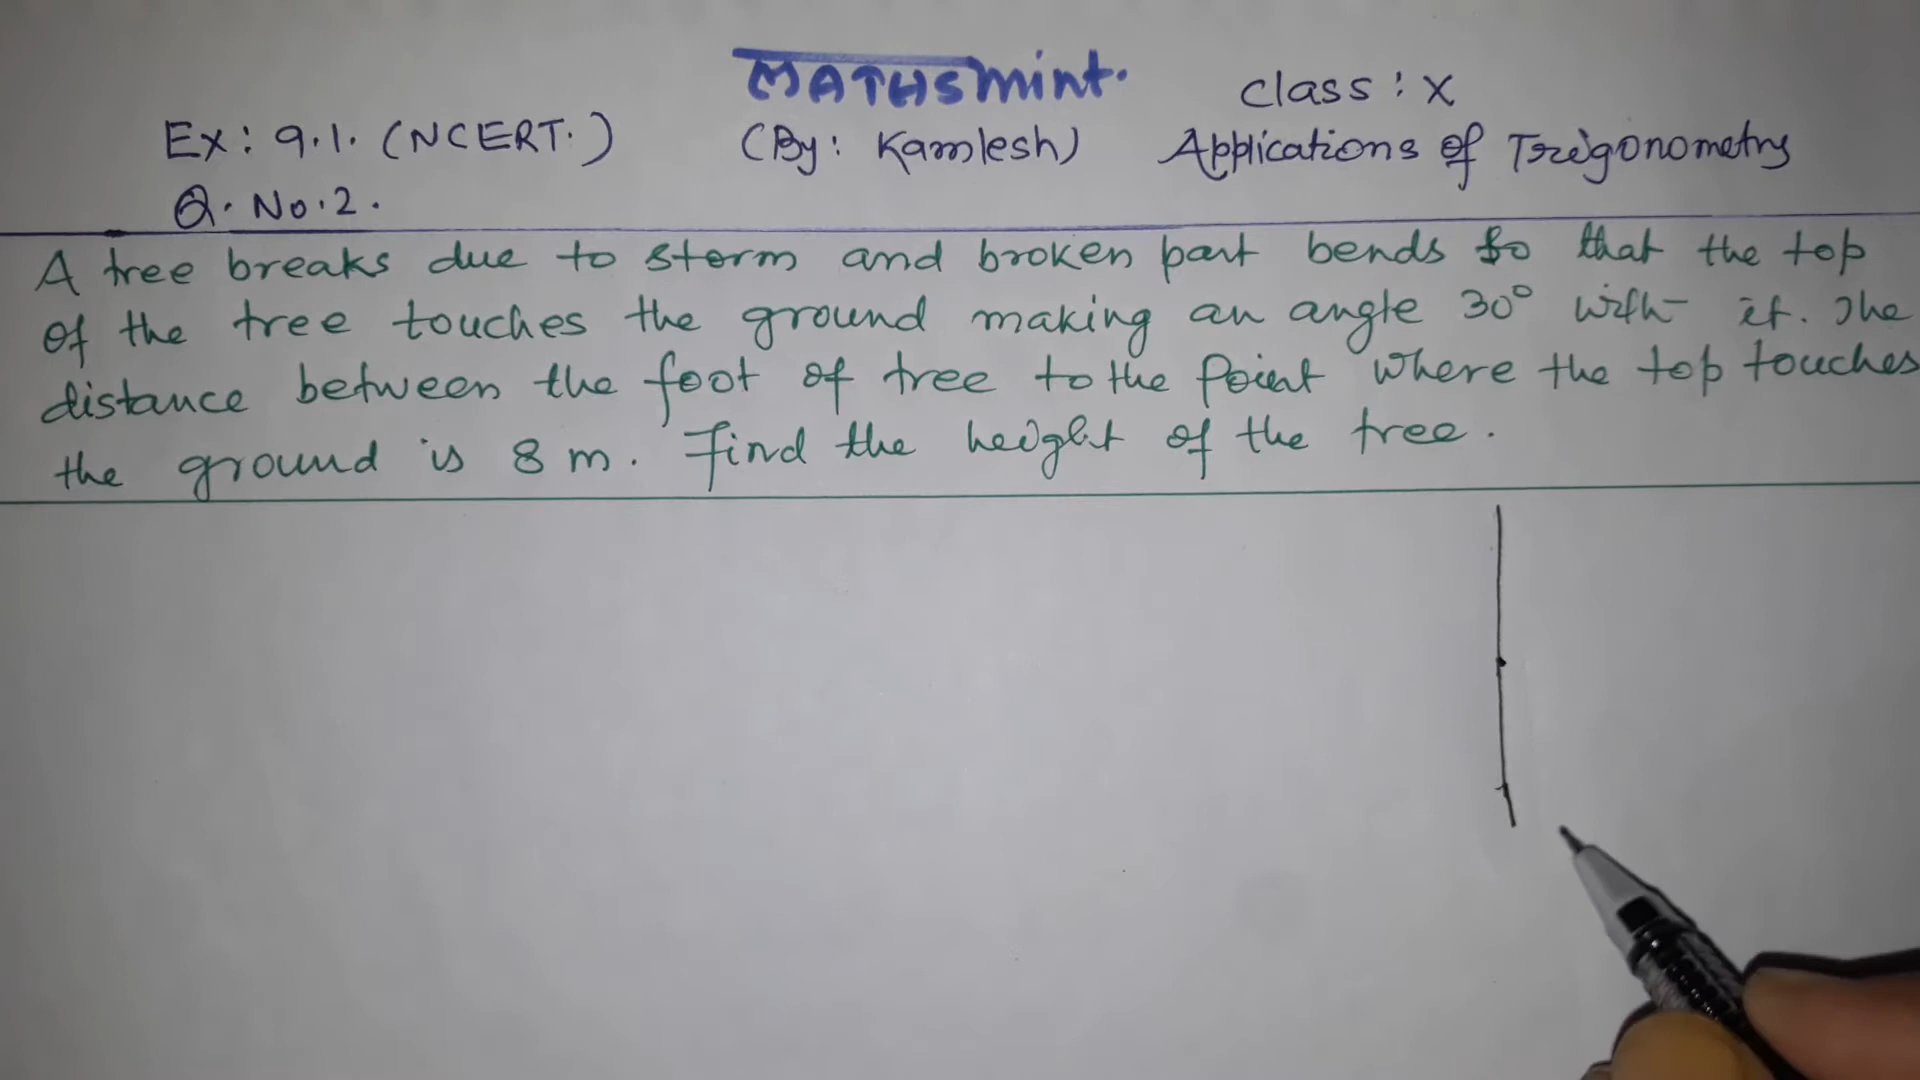 MATHSmint.
class : X
Ex: 9.1. (NCERT.)
(By: Kamlesh)
Applications of Trigonometry
Q. No. 2.
A tree breaks due to storm and broken part bends so that the top
of the tree touches the ground making an angle 30° with it. The
distance between the foot of tree to the point where the top touches
the ground is 8 m. Find the height of the tree.